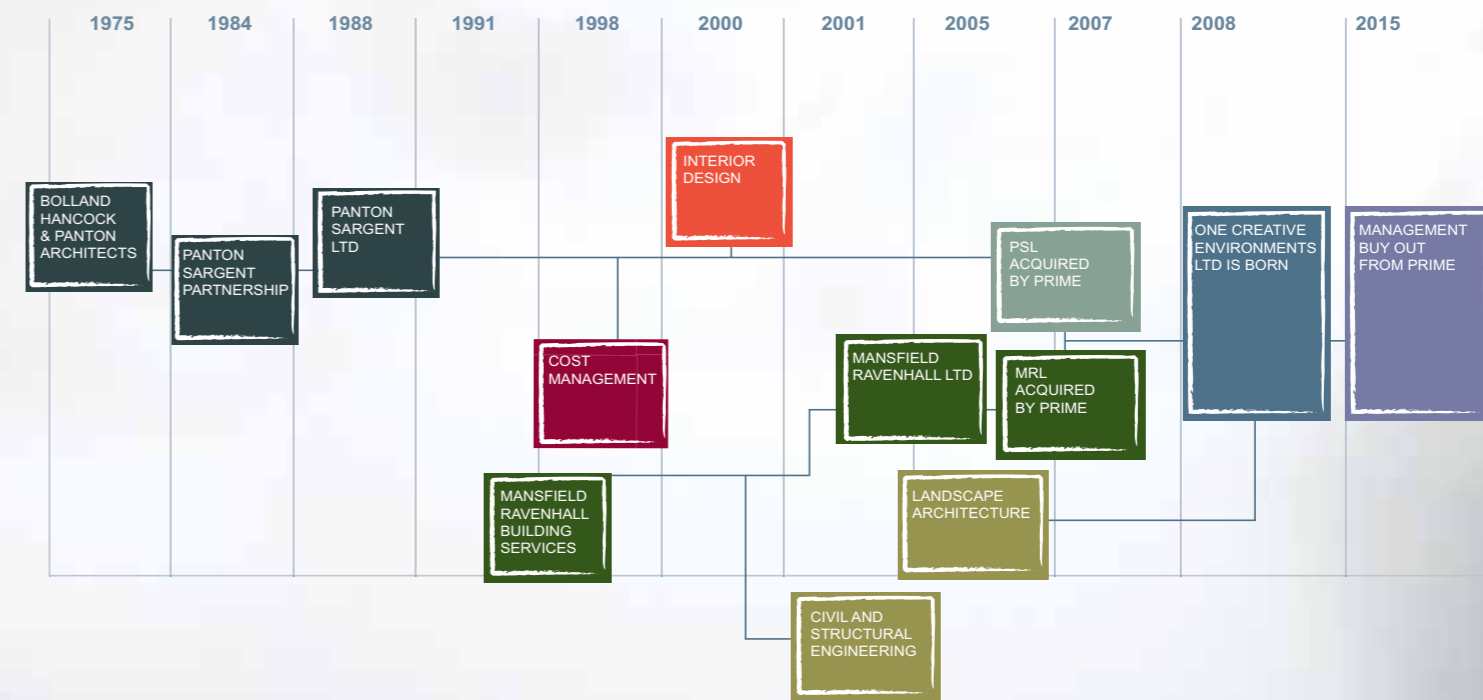 1975 1984 1988 1991 1998 2000 2001 2005 2007 2008 2015
INTERIOR
DESIGN
BOLLAND
HANCOCK
& PANTON
ARCHITECTS
PANTON
SARGENT
PARTNERSHIP
PANTON
SARGENT
LTD
PSL
ACQUIRED
BY PRIME
ONE CREATIVE
ENVIRONMENTS
LTD IS BORN
MANAGEMENT
BUY OUT
FROM PRIME
COST
MANAGEMENT
MANSFIELD
RAVENHALL LTD
MRL
ACQUIRED
BY PRIME
MANSFIELD
RAVENHALL
BUILDING
SERVICES
LANDSCAPE
ARCHITECTURE
CIVIL AND
STRUCTURAL
ENGINEERING